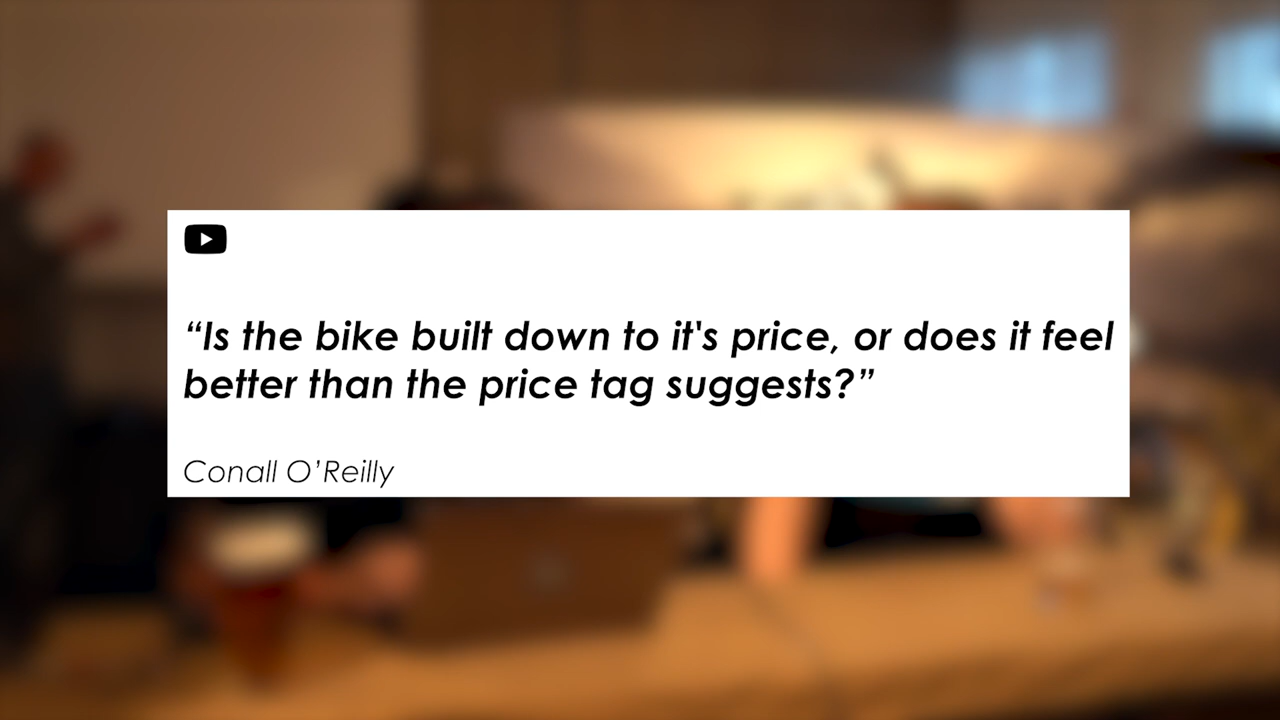 “Is the bike built down to it's price, or does it feel
better than the price tag suggests?”
Conall O’Reilly